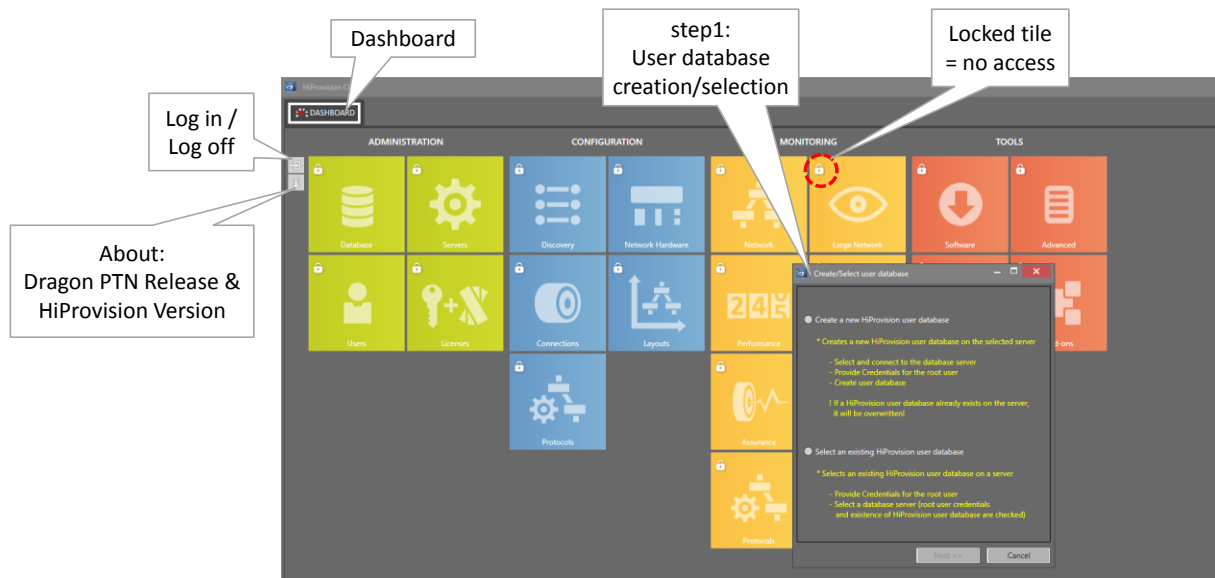 Dashboard
step1:
User database
creation/selection
Locked tile
= no access
Log in /
Log off
About:
Dragon PTN Release &
HiProvision Version
HiProvision
DASHBOARD
ADMINISTRATION
CONFIGURATION
MONITORING
TOOLS
Database
Servers
Discovery
Network Hardware
Network
Large Network
Software
Advanced
Users
Licenses
Connections
Layouts
Performance
Protocols
Assurance
Protocols
Create/Select user database
Create a new HiProvision user database
* Creates a new HiProvision user database on the selected server
- Select and connect to the database server
- Provide Credentials for the root user
- Create user database
! If a HiProvision user database already exists on the server,
it will be overwritten!
Select an existing HiProvision user database
* Selects an existing HiProvision user database on a server
- Provide Credentials for the root user
- Select a database server (root user credentials
and existence of HiProvision user database are checked)
Next >>
Cancel